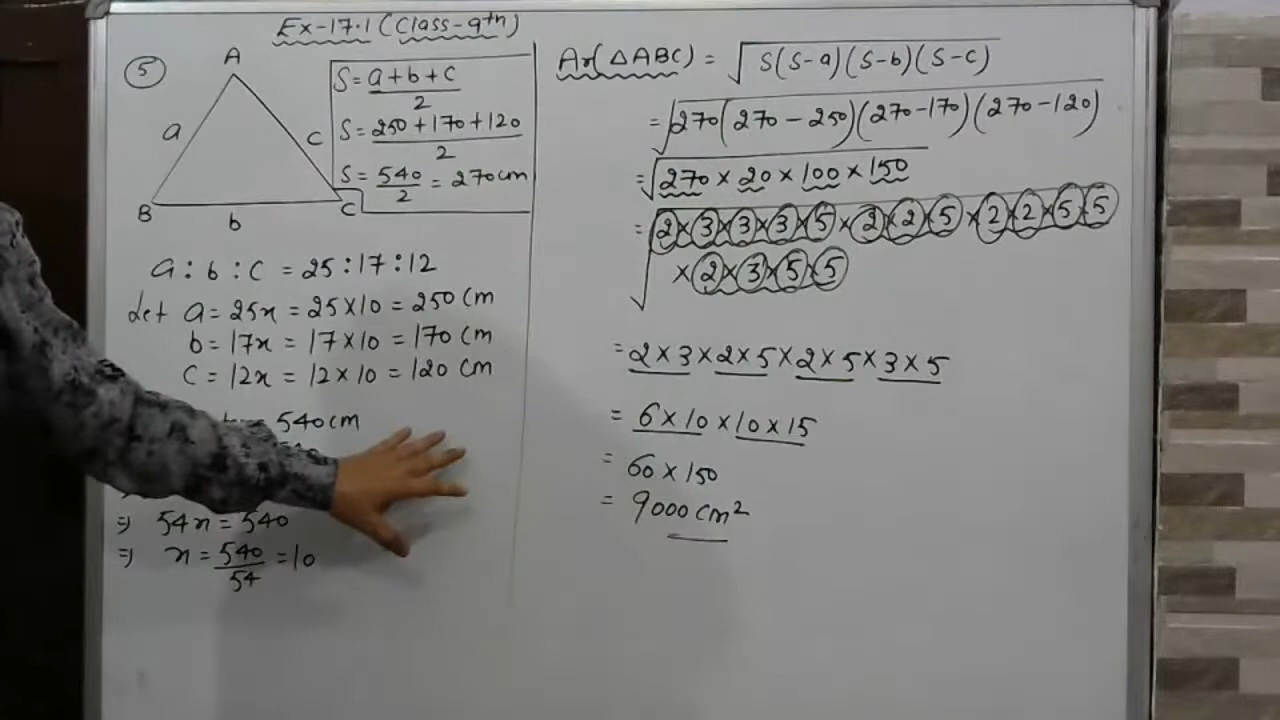 Ex-17.1 (Class-9th)
5
A
a
c
B
b
C
S = a+b+c / 2
S = 250+170+120 / 2
S = 540/2 = 270 cm
a : b : c = 25 : 17 : 12
Let a = 25x = 25×10 = 250 cm
b = 17x = 17×10 = 170 cm
c = 12x = 12×10 = 120 cm
540 cm
⇒ 54x = 540
⇒ x = 540/54 = 10
Ar(△ABC) = √S(S-a)(S-b)(S-c)
= √270(270-250)(270-170)(270-120)
= √270 × 20 × 100 × 150
= √2×3×3×3×5×2×2×5×2×2×5×5
×2×3×5×5
= 2×3×2×5×2×5×3×5
= 6×10×10×15
= 60×150
= 9000 cm²